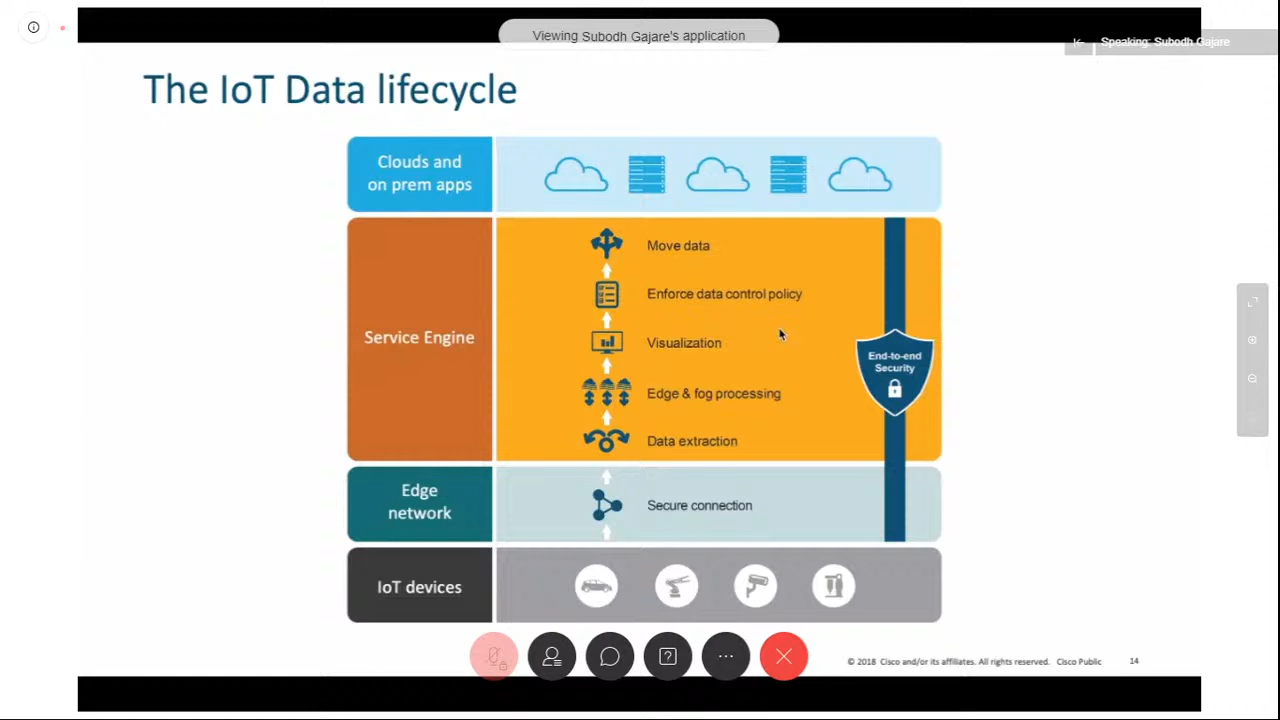 Viewing Subodh Gajare's application
Speaking: Subodh Gajare
The IoT Data lifecycle
Clouds and
on prem apps
Move data
Enforce data control policy
Service Engine
Visualization
End-to-end
Security
Edge & fog processing
Data extraction
Edge
network
Secure connection
IoT devices
© 2018 Cisco and/or its affiliates. All rights reserved. Cisco Public 14